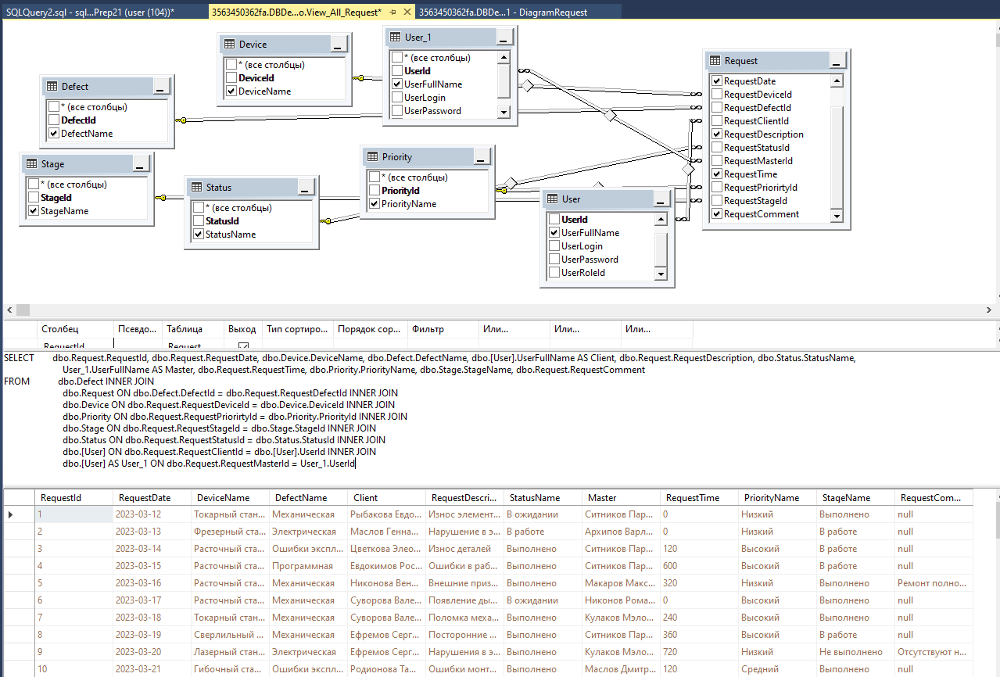 SQLQuery2.sql - sql...Prep21 (user (104))*
3563450362fa.DBDe...o.View_All_Request*
3563450362fa.DBDe...1 - DiagramRequest
Device
* (все столбцы)
DeviceId
DeviceName
User_1
* (все столбцы)
UserId
UserFullName
UserLogin
UserPassword
Request
RequestDate
RequestDeviceId
RequestDefectId
RequestClientId
RequestDescription
RequestStatusId
RequestMasterId
RequestTime
RequestPriorirtyId
RequestStageId
RequestComment
Defect
* (все столбцы)
DefectId
DefectName
Stage
* (все столбцы)
StageId
StageName
Status
* (все столбцы)
StatusId
StatusName
Priority
* (все столбцы)
PriorityId
PriorityName
User
UserId
UserFullName
UserLogin
UserPassword
UserRoleId
Столбец Псевдо... Таблица Выход Тип сортиро... Порядок сор... Фильтр Или... Или... Или...
RequestId Request
SELECT dbo.Request.RequestId, dbo.Request.RequestDate, dbo.Device.DeviceName, dbo.Defect.DefectName, dbo.[User].UserFullName AS Client, dbo.Request.RequestDescription, dbo.Status.StatusName,
User_1.UserFullName AS Master, dbo.Request.RequestTime, dbo.Priority.PriorityName, dbo.Stage.StageName, dbo.Request.RequestComment
FROM dbo.Defect INNER JOIN
dbo.Request ON dbo.Defect.DefectId = dbo.Request.RequestDefectId INNER JOIN
dbo.Device ON dbo.Request.RequestDeviceId = dbo.Device.DeviceId INNER JOIN
dbo.Priority ON dbo.Request.RequestPriorirtyId = dbo.Priority.PriorityId INNER JOIN
dbo.Stage ON dbo.Request.RequestStageId = dbo.Stage.StageId INNER JOIN
dbo.Status ON dbo.Request.RequestStatusId = dbo.Status.StatusId INNER JOIN
dbo.[User] ON dbo.Request.RequestClientId = dbo.[User].UserId INNER JOIN
dbo.[User] AS User_1 ON dbo.Request.RequestMasterId = User_1.UserId
RequestId RequestDate DeviceName DefectName Client RequestDescri... StatusName Master RequestTime PriorityName StageName RequestCom...
1 2023-03-12 Токарный стан... Механическая Рыбакова Евдо... Износ элемент... В ожидании Ситников Пар... 0 Низкий Выполнено null
2 2023-03-13 Фрезерный ста... Электрическая Маслов Генна... Нарушение в э... В работе Архипов Варл... 0 Низкий В работе null
3 2023-03-14 Расточный ста... Ошибки экспл... Цветкова Элео... Износ деталей Выполнено Ситников Пар... 120 Высокий В работе null
4 2023-03-15 Расточный ста... Программная Евдокимов Рос... Ошибки в раб... Выполнено Ситников Пар... 600 Высокий В работе null
5 2023-03-16 Расточный ста... Механическая Никонова Вен... Внешние приз... Выполнено Макаров Макс... 320 Низкий Выполнено Ремонт полно...
6 2023-03-17 Расточный ста... Механическая Суворова Вале... Появление ды... В ожидании Никонов Рома... 0 Высокий Выполнено null
7 2023-03-18 Токарный стан... Механическая Суворова Вале... Поломка меха... Выполнено Кулаков Мэло... 240 Высокий Выполнено null
8 2023-03-19 Сверлильный ... Механическая Ефремов Серг... Посторонние ... Выполнено Ситников Пар... 360 Высокий В работе null
9 2023-03-20 Лазерный стан... Электрическая Ефремов Серг... Нарушения в э... Выполнено Кулаков Мэло... 720 Низкий Не выполнено Отсутствуют н...
10 2023-03-21 Гибочный стан... Ошибки экспл... Родионова Та... Ошибки монт... Выполнено Маслов Дмитр... 120 Средний Выполнено null